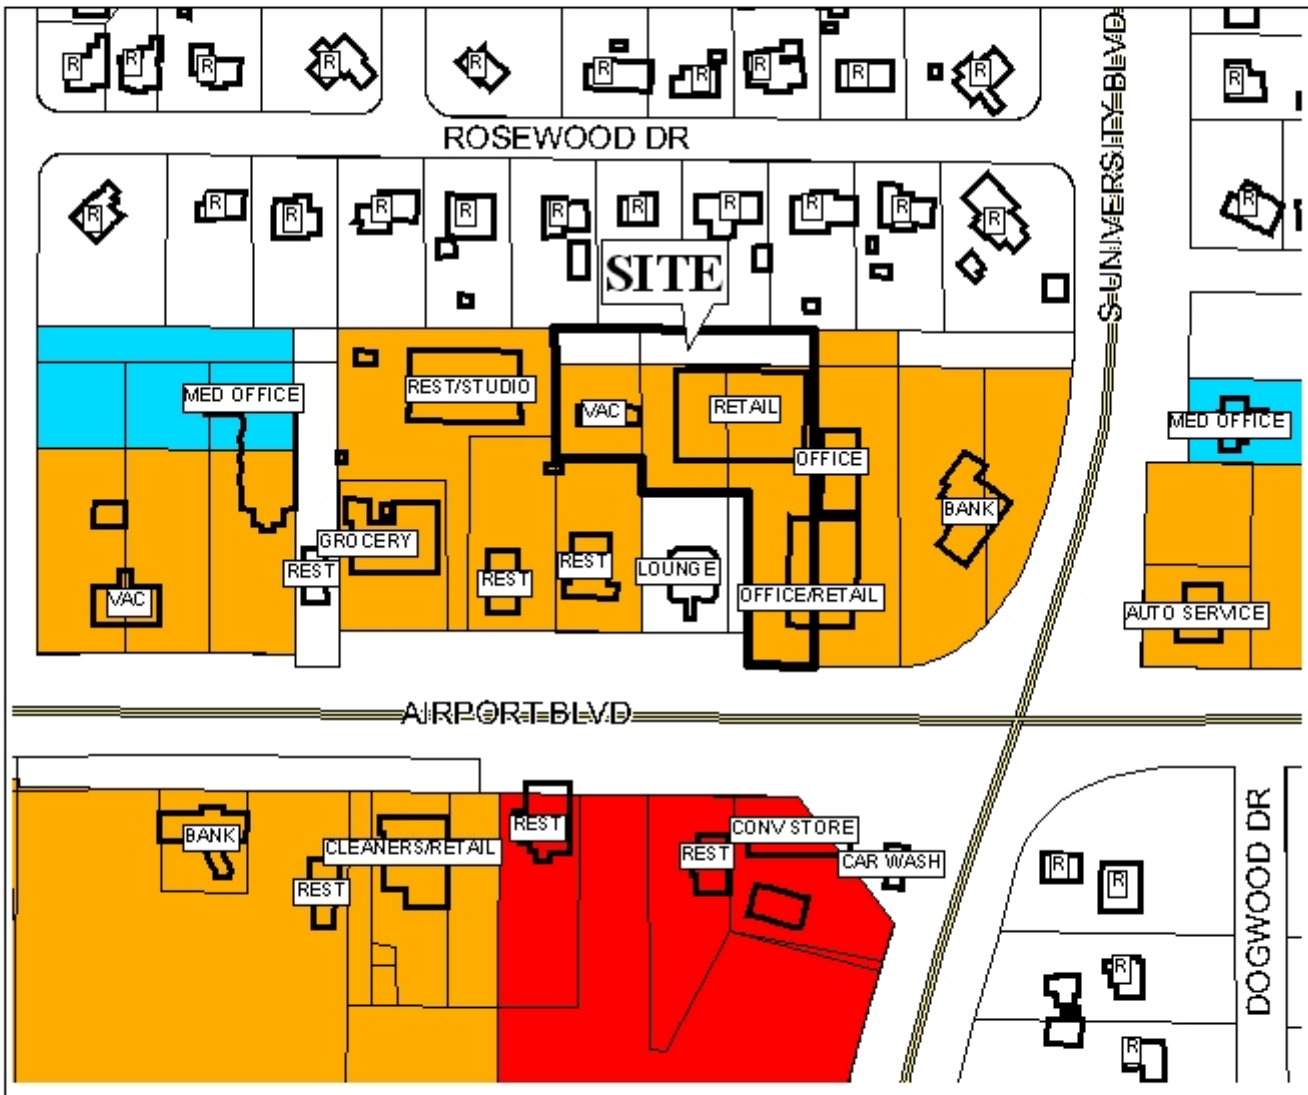 R
R
R
R
R
R
R
R
R
R
R
ROSEWOOD DR
S UNIVERSITY BLVD
R
R
R
R
R
R
R
R
R
R
R
R
SITE
MED OFFICE
REST/STUDIO
VAC
RETAIL
MED OFFICE
OFFICE
BANK
GROCERY
REST
REST
REST
LOUNGE
VAC
OFFICE/RETAIL
AUTO SERVICE
AIRPORT BLVD
BANK
REST
CONV STORE
CLEANERS/RETAIL
REST
CAR WASH
REST
DOGWOOD DR
R
R
R
R